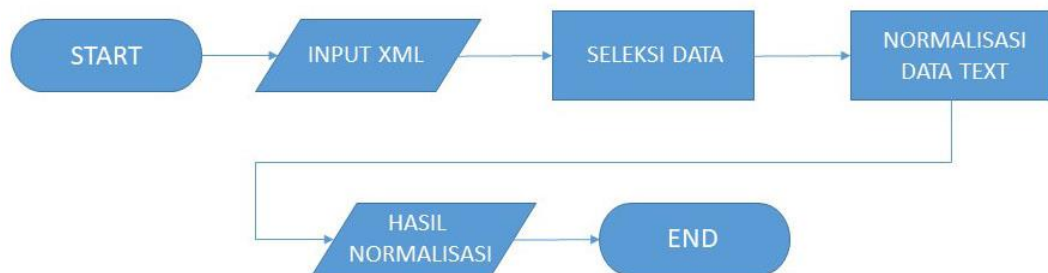 START
INPUT XML
SELEKSI DATA
NORMALISASI
DATA TEXT
HASIL
NORMALISASI
END